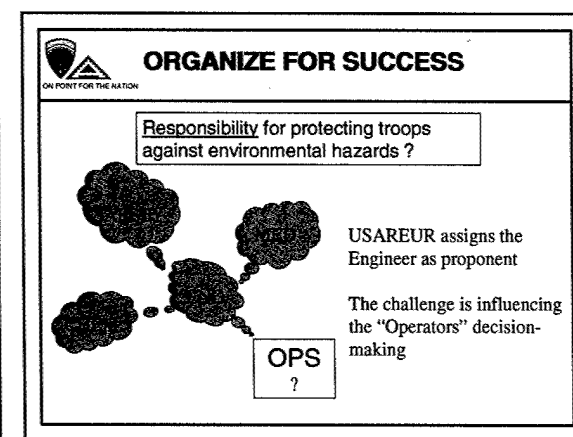 ORGANIZE FOR SUCCESS
ON POINT FOR THE NATION
Responsibility for protecting troops
against environmental hazards ?
USAREUR assigns the
Engineer as proponent
The challenge is influencing
the “Operators” decision-
making
OPS
?